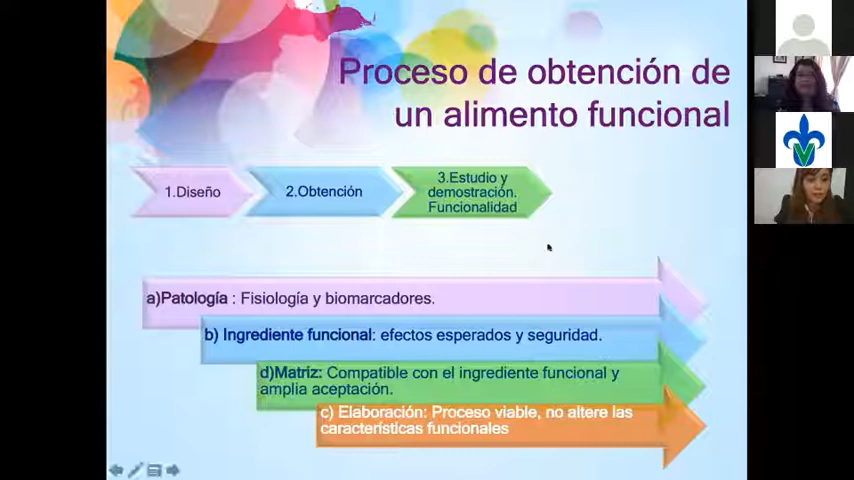 Proceso de obtención de
un alimento funcional
1.Diseño
2.Obtención
3.Estudio y
demostración.
Funcionalidad
a)Patología : Fisiología y biomarcadores.
b) Ingrediente funcional: efectos esperados y seguridad.
d)Matriz: Compatible con el ingrediente funcional y
amplia aceptación.
c) Elaboración: Proceso viable, no altere las
características funcionales